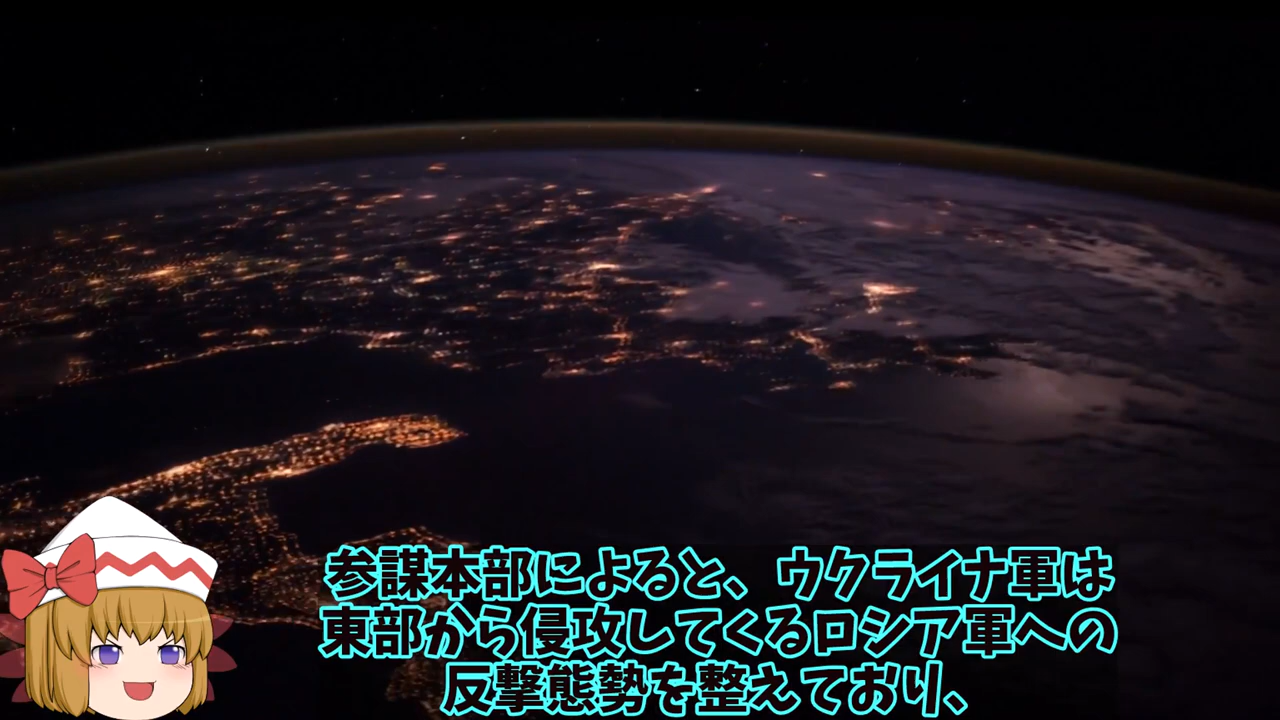 参謀本部によると、ウクライナ軍は
東部から侵攻してくるロシア軍への
反撃態勢を整えており、